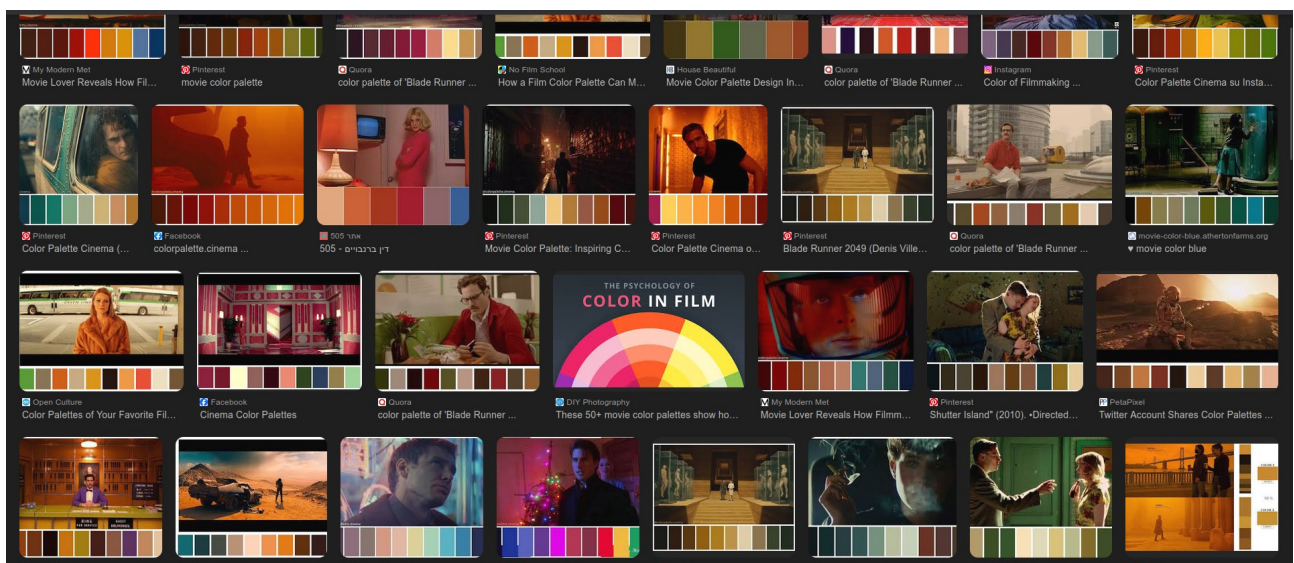 My Modern Met
Movie Lover Reveals How Fil...
Pinterest
movie color palette
Quora
color palette of 'Blade Runner ...
No Film School
How a Film Color Palette Can M...
House Beautiful
Movie Color Palette Design In...
Quora
color palette of 'Blade Runner ...
Instagram
Color of Filmmaking ...
Pinterest
Color Palette Cinema su Insta...
Pinterest
Color Palette Cinema (...
Facebook
colorpalette.cinema ...
אתר 505
דין ברנבויים - 505
Pinterest
Movie Color Palette: Inspiring C...
Pinterest
Color Palette Cinema o...
Pinterest
Blade Runner 2049 (Denis Ville...
Quora
color palette of 'Blade Runner ...
movie-color-blue.athertonfarms.org
♥ movie color blue
THE PSYCHOLOGY OF
COLOR IN FILM
Open Culture
Color Palettes of Your Favorite Fil...
Facebook
Cinema Color Palettes
Quora
color palette of 'Blade Runner ...
DIY Photography
These 50+ movie color palettes show ho...
My Modern Met
Movie Lover Reveals How Filmm...
Pinterest
Shutter Island" (2010). •Directed...
PetaPixel
Twitter Account Shares Color Palettes ...